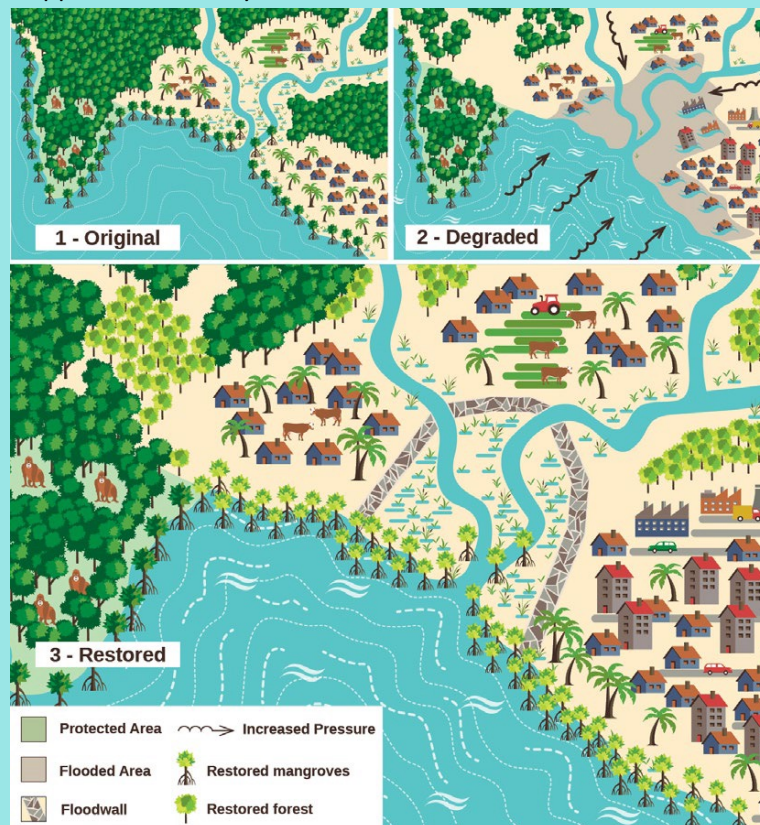 1 - Original
2 - Degraded
3 - Restored
Protected Area
Increased Pressure
Flooded Area
Restored mangroves
Floodwall
Restored forest